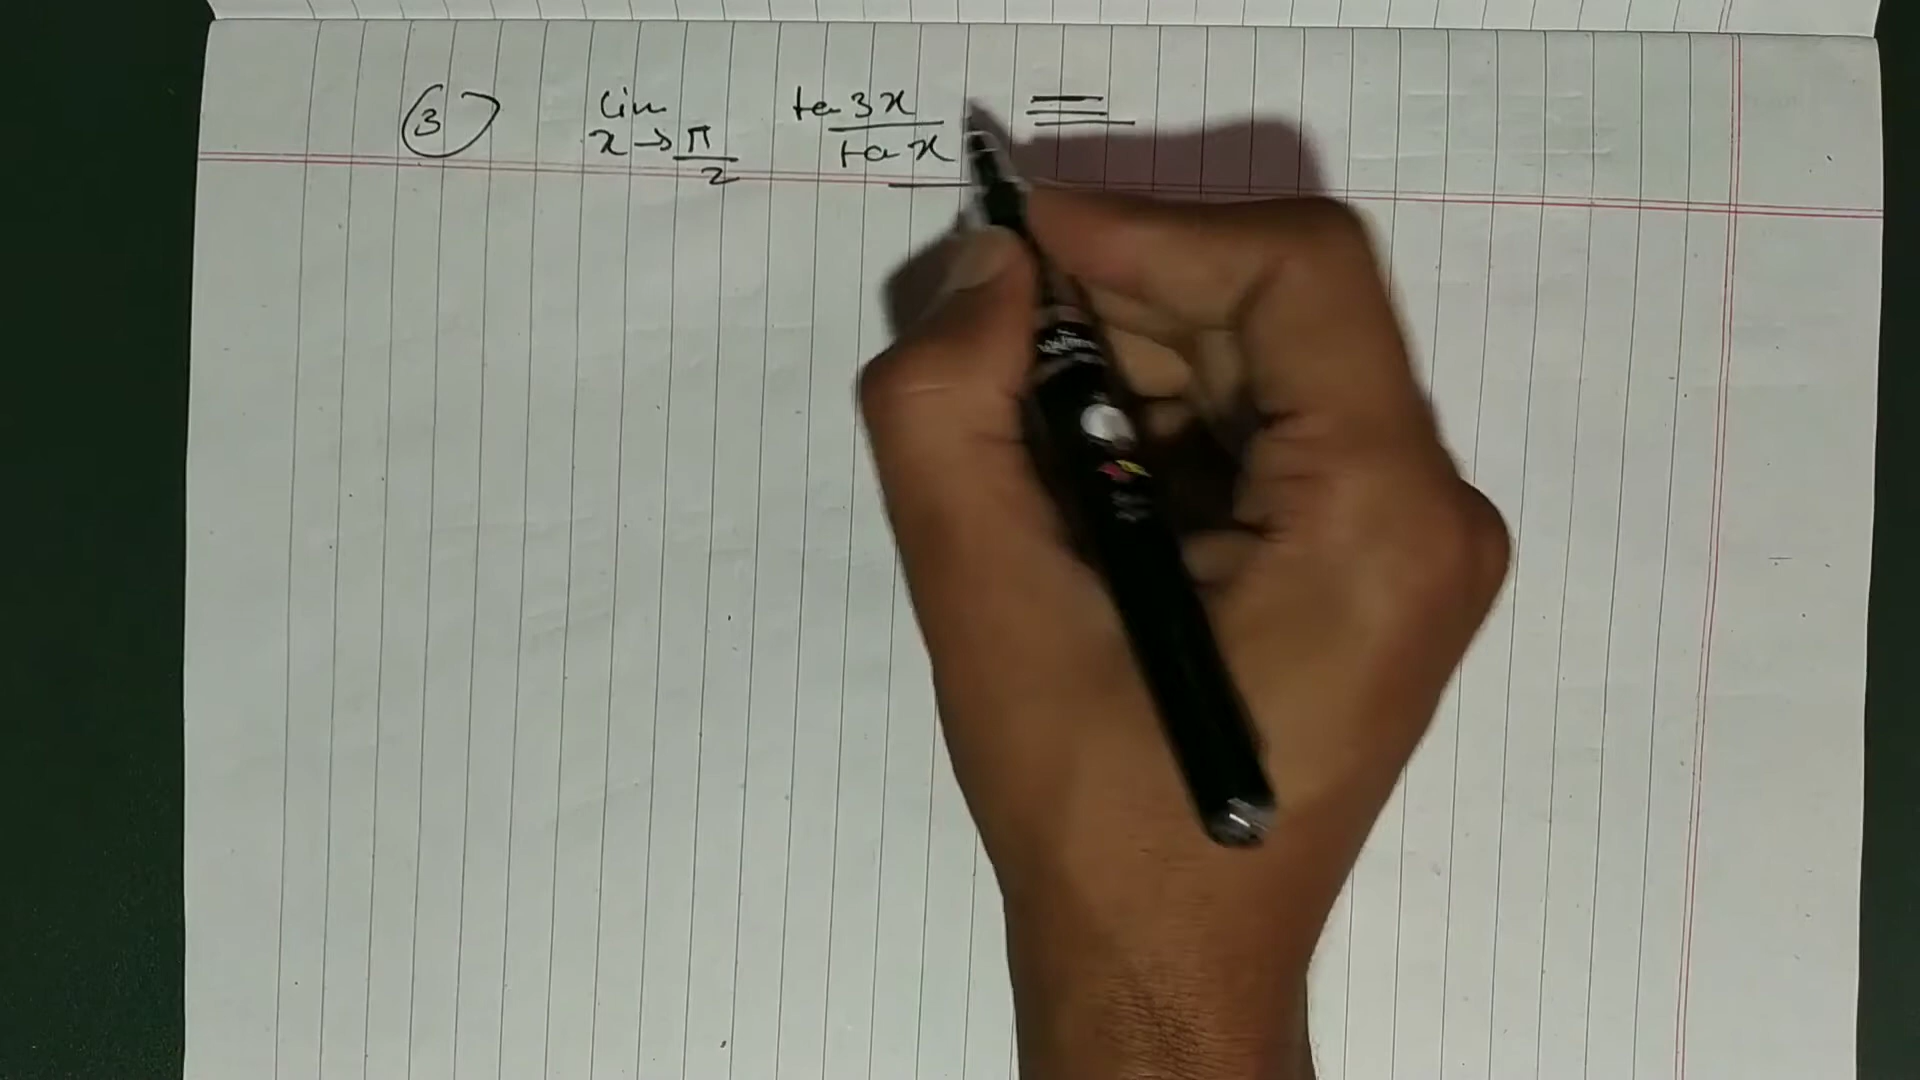 ③ lim x→π/2 tan 3x / tan x =